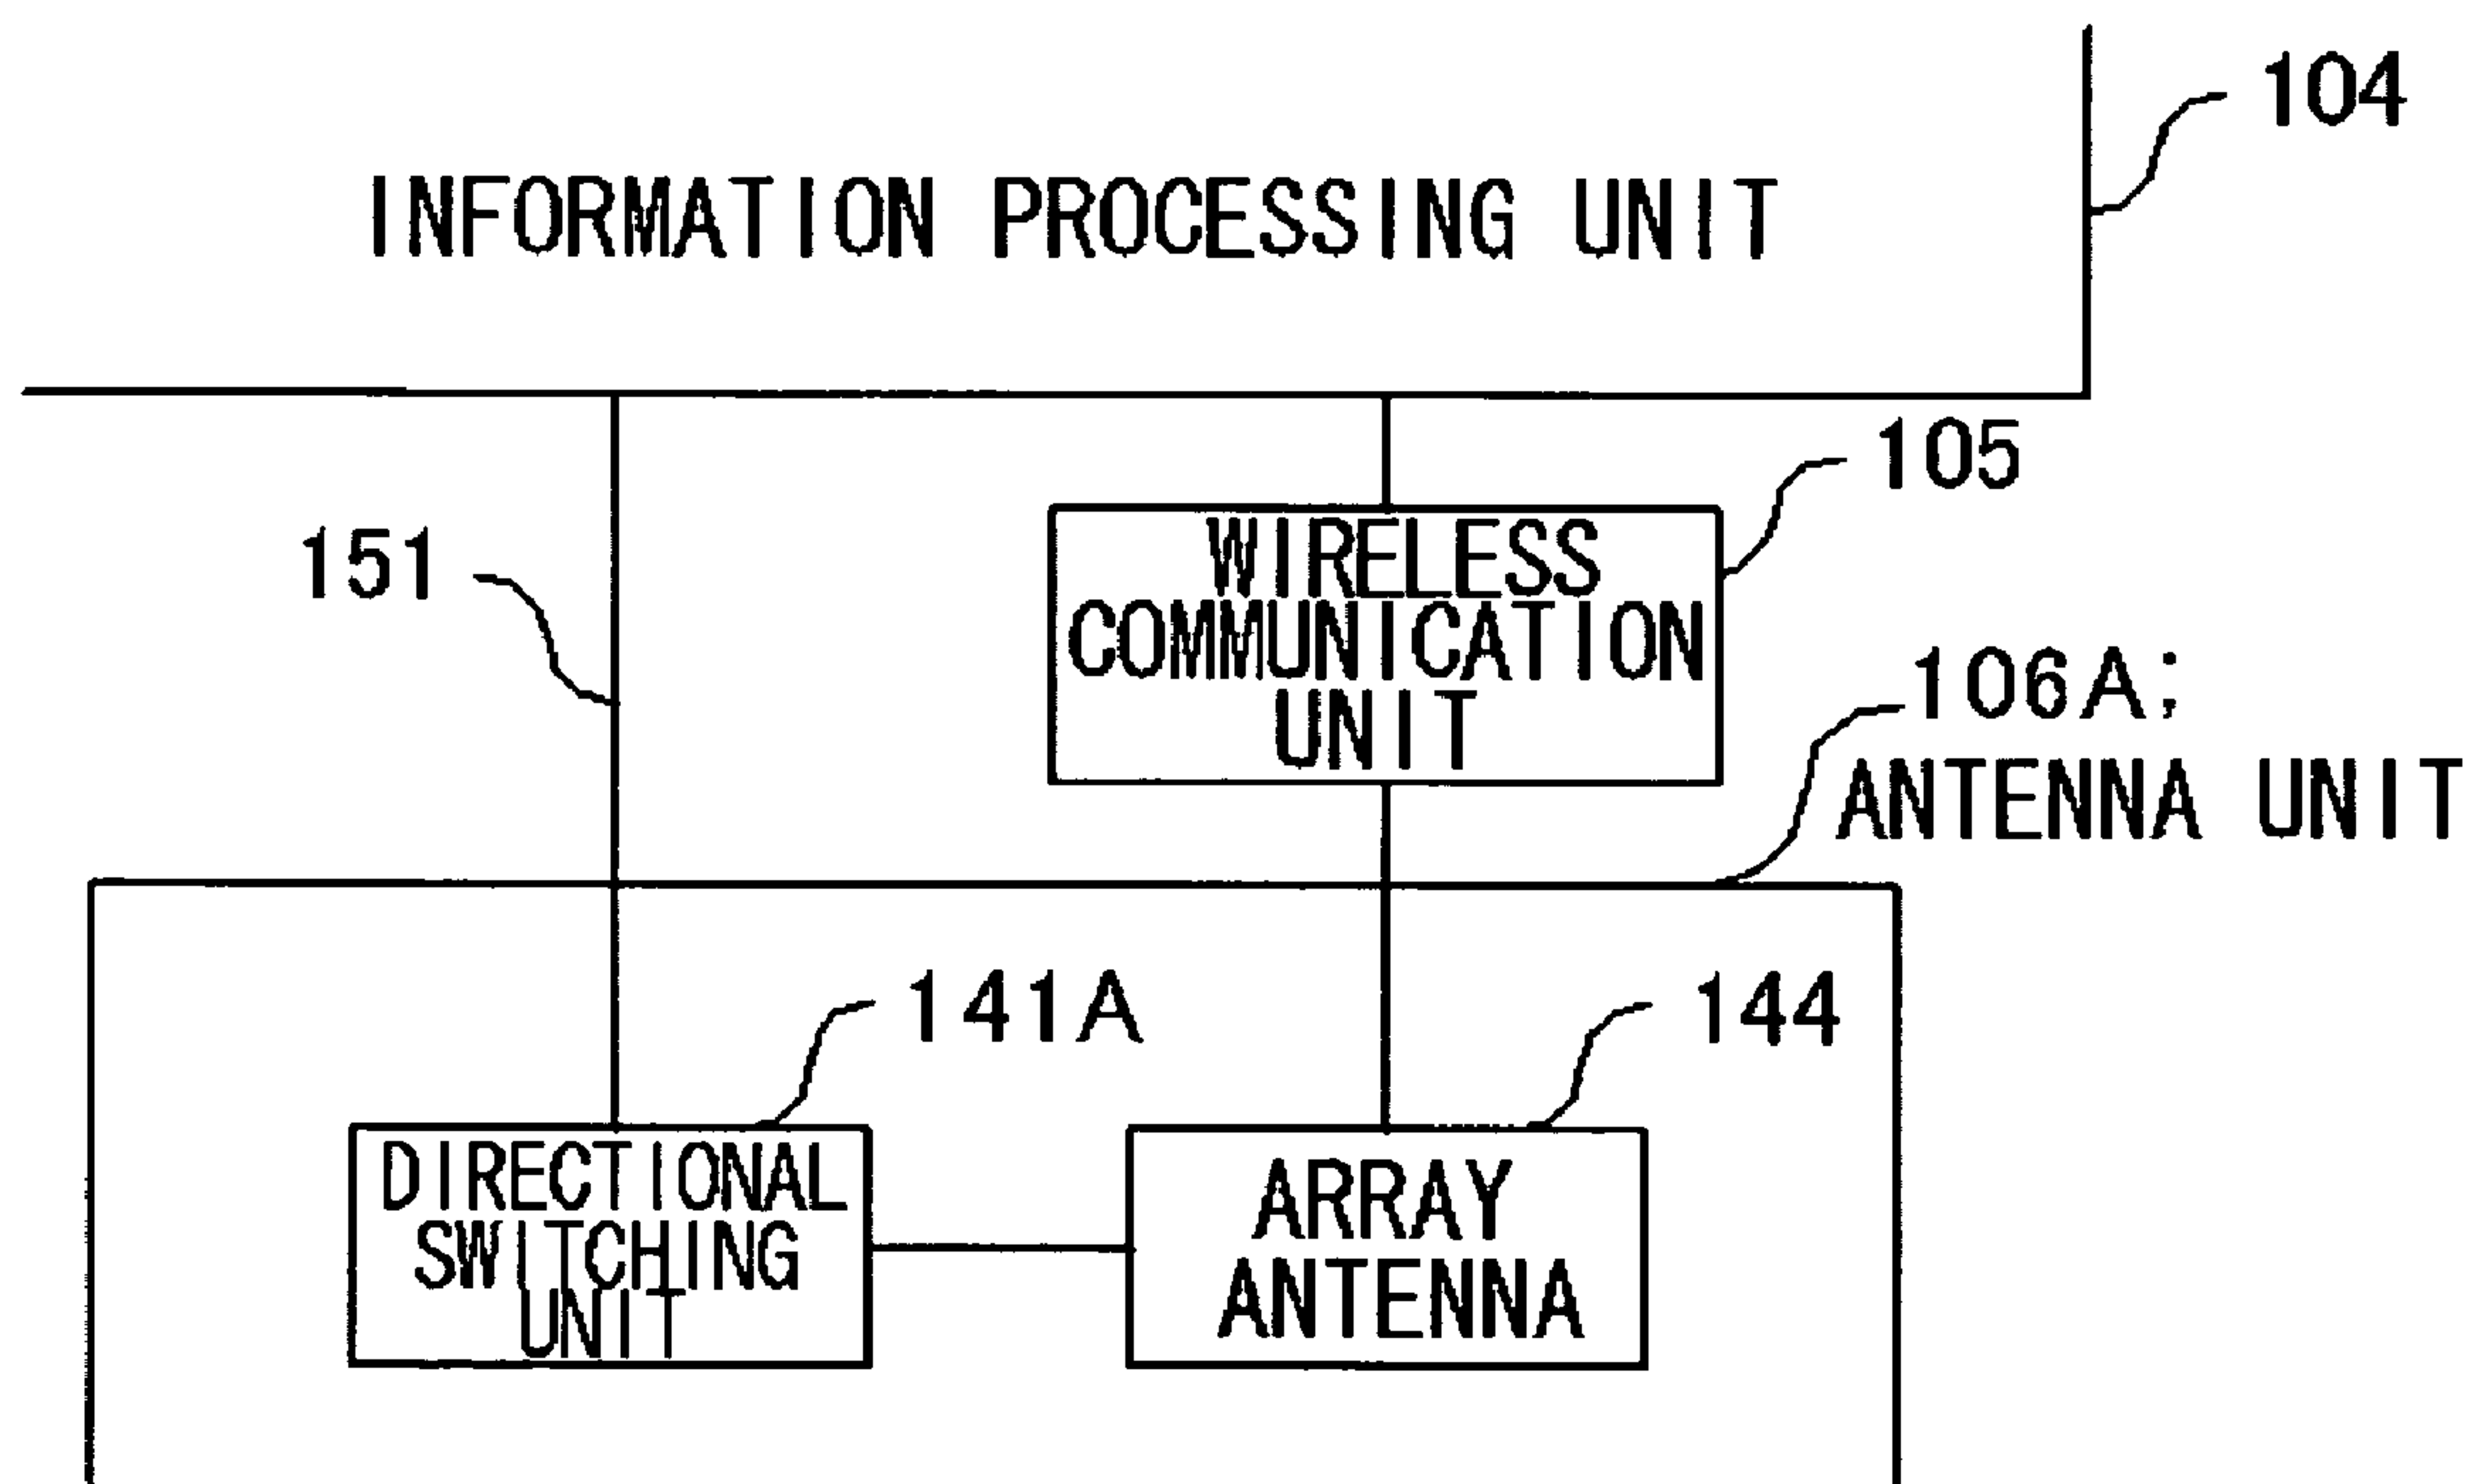 104
INFORMATION PROCESSING UNIT
105
151
WIRELESS
COMMUNICATION
UNIT
106A;
ANTENNA UNIT
141A
144
DIRECTIONAL
SWITCHING
UNIT
ARRAY
ANTENNA